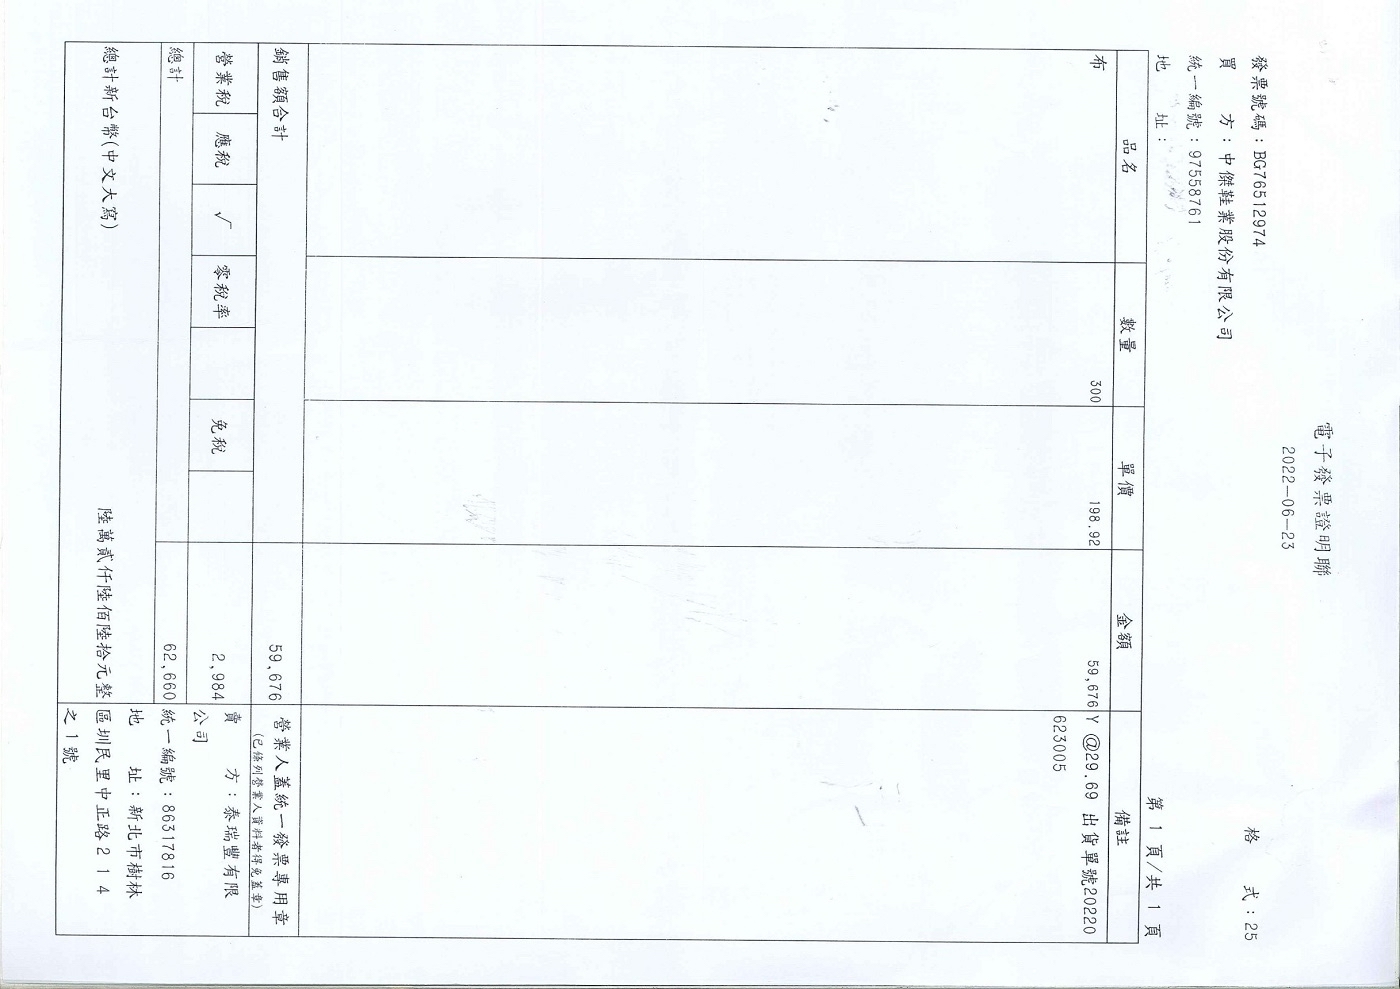 電子發票證明聯
2022-06-23
發票號碼：BG76512974
格　　式：25
買　　方：中傑鞋業股份有限公司
統一編號：97558761
地　　址：
第 1 頁/共 1 頁
品名 數量 單價 金額 備註
布 300 198.92 59,676 Y @29.69 出貨單號20220
623005
銷售額合計 59,676 營業人蓋統一發票專用章
(已條列營業人資料者得免蓋章)
營業稅 應稅 √ 零稅率 免稅 2,984
賣　　方：泰瑞豐有限
公司
總計 62,660
統一編號：86317816
地　　址：新北市樹林
總計新台幣(中文大寫) 陸萬貳仟陸佰陸拾元整
區圳民里中正路２１４
之１號